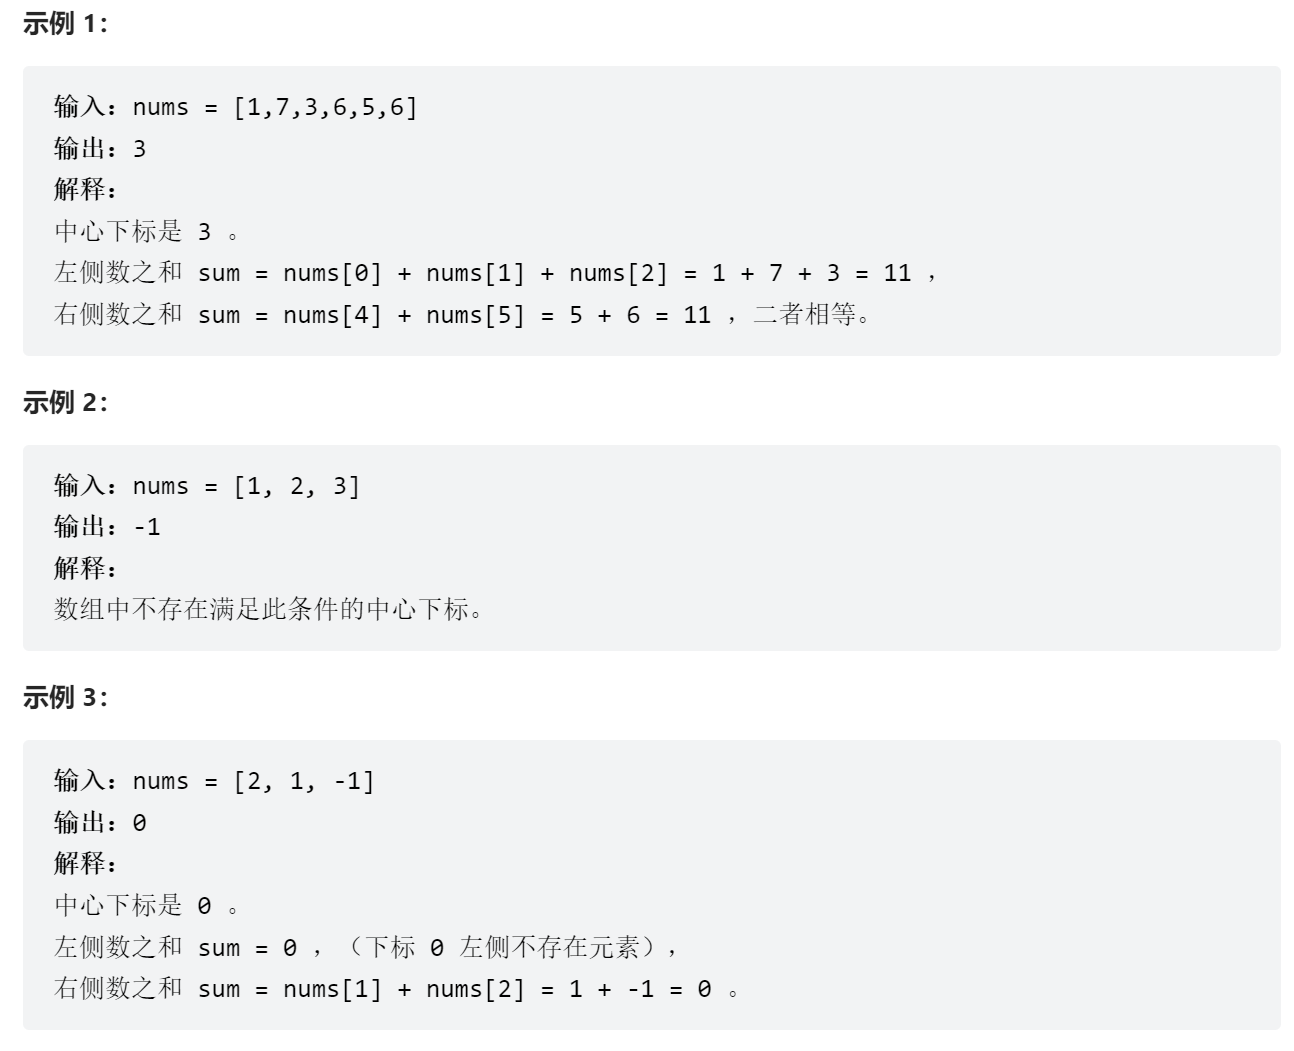 示例 1：
输入：nums = [1,7,3,6,5,6]
输出：3
解释：
中心下标是 3 。
左侧数之和 sum = nums[0] + nums[1] + nums[2] = 1 + 7 + 3 = 11 ，
右侧数之和 sum = nums[4] + nums[5] = 5 + 6 = 11 ，二者相等。
示例 2：
输入：nums = [1, 2, 3]
输出：-1
解释：
数组中不存在满足此条件的中心下标。
示例 3：
输入：nums = [2, 1, -1]
输出：0
解释：
中心下标是 0 。
左侧数之和 sum = 0 ，（下标 0 左侧不存在元素），
右侧数之和 sum = nums[1] + nums[2] = 1 + -1 = 0 。